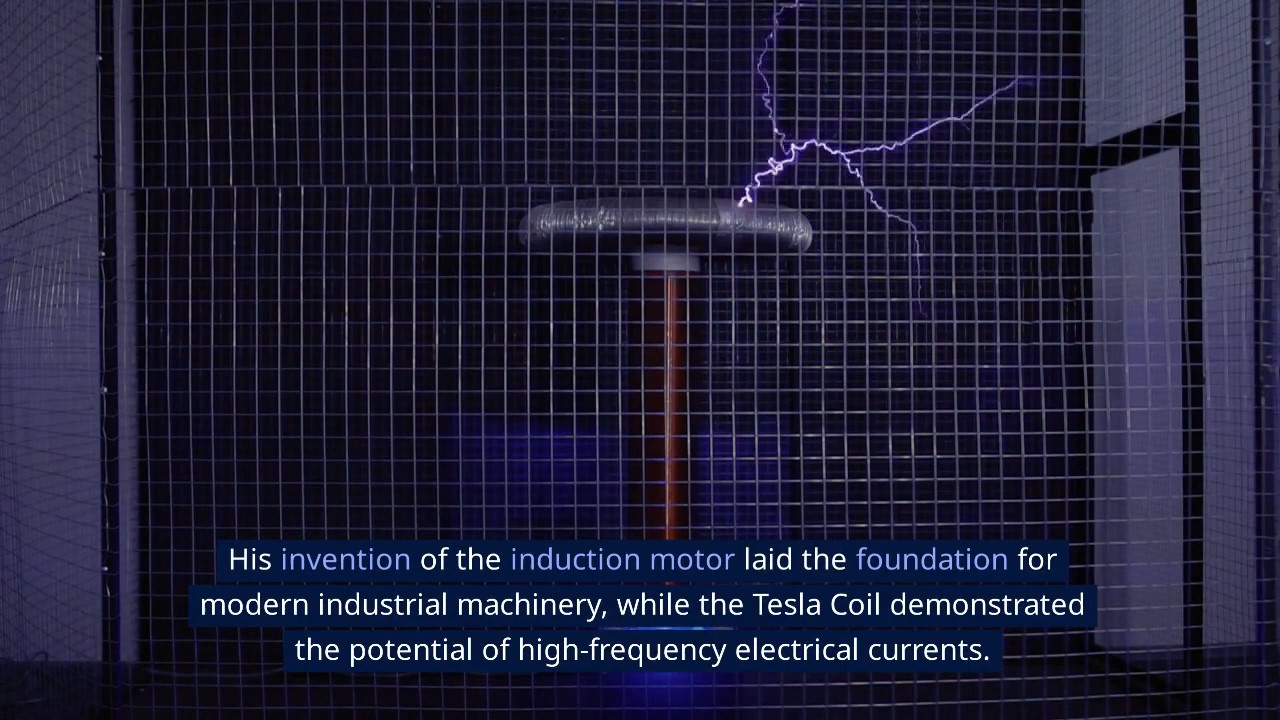 His invention of the induction motor laid the foundation for
modern industrial machinery, while the Tesla Coil demonstrated
the potential of high-frequency electrical currents.